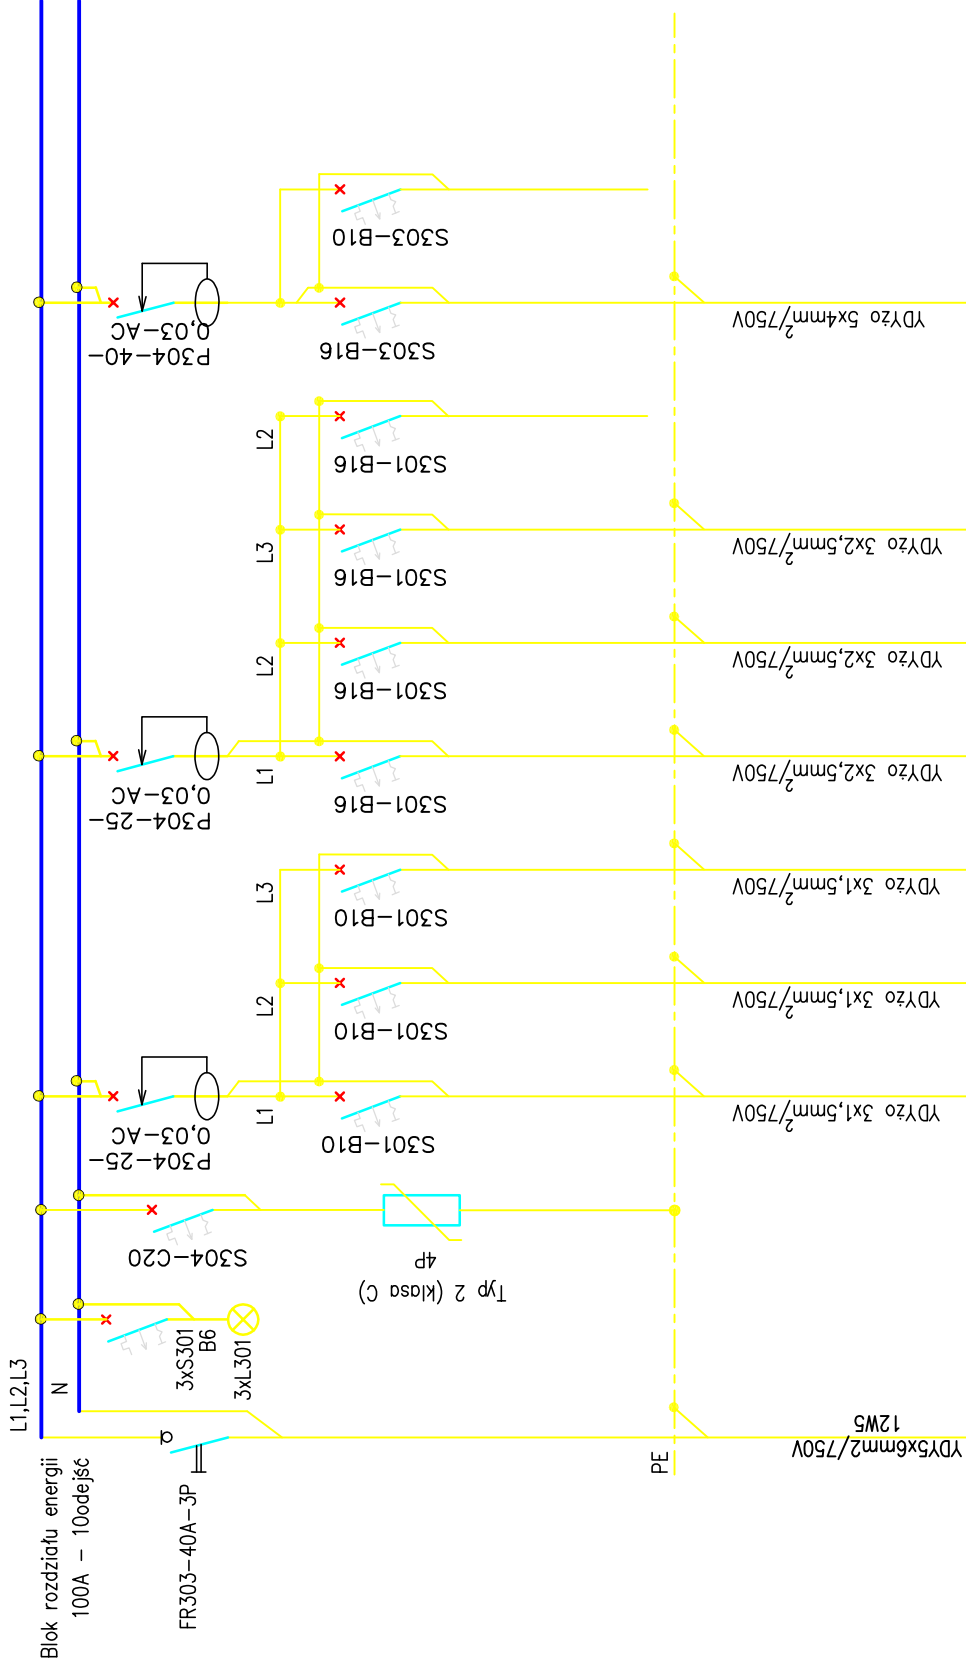 L1,L2,L3
N
Blok rozdziału energii
100A - 10odejść
FR303-40A-3P
PE
YDY5x6mm2/750V
12W5
3xS301
B6
3xL301
S304-C20
4P
Typ 2 (klasa C)
P304-25-
0,03-AC
L1
S301-B10
YDYżo 3x1,5mm²/750V
L2
S301-B10
YDYżo 3x1,5mm²/750V
L3
S301-B10
YDYżo 3x1,5mm²/750V
P304-25-
0,03-AC
L1
S301-B16
YDYżo 3x2,5mm²/750V
L2
S301-B16
YDYżo 3x2,5mm²/750V
L3
S301-B16
YDYżo 3x2,5mm²/750V
L2
S301-B16
P304-40-
0,03-AC
S303-B16
YDYżo 5x4mm²/750V
S303-B10